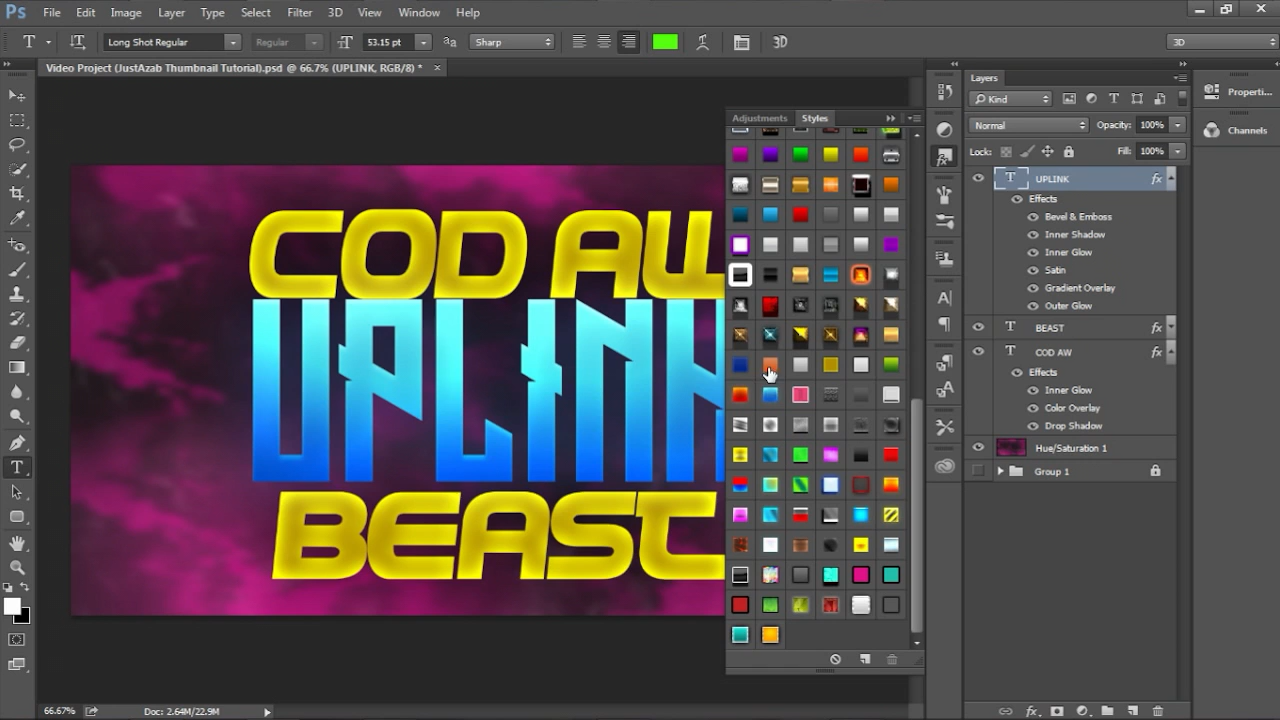 Ps File Edit Image Layer Type Select Filter 3D View Window Help
T Long Shot Regular Regular 53.15 pt aa Sharp 3D 3D
Video Project (JustAzab Thumbnail Tutorial).psd @ 66.7% (UPLINK, RGB/8) * ×
Layers
Properti...
Channels
Kind
Normal Opacity: 100%
Lock: Fill: 100%
Adjustments Styles
UPLINK fx
Effects
Bevel & Emboss
Inner Shadow
Inner Glow
Satin
Gradient Overlay
Outer Glow
BEAST fx
COD AW fx
Effects
Inner Glow
Color Overlay
Drop Shadow
Hue/Saturation 1
Group 1
COD AW
UPLINK
BEAST
66.67% Doc: 2.64M/22.9M